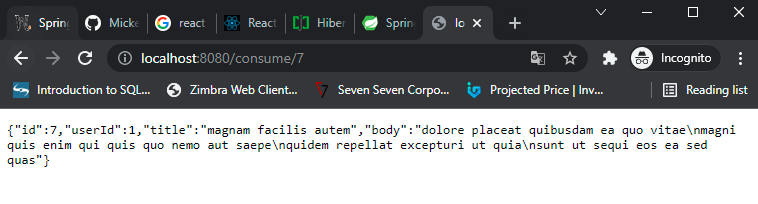 Spring
Micke
react
React
Hiber
Sprin
lo
localhost:8080/consume/7
Incognito
Introduction to SQL...
Zimbra Web Client...
Seven Seven Corpo...
Projected Price | Inv...
Reading list
{"id":7,"userId":1,"title":"magnam facilis autem","body":"dolore placeat quibusdam ea quo vitae\nmagni
quis enim qui quis quo nemo aut saepe\nquidem repellat excepturi ut quia\nsunt ut sequi eos ea sed
quas"}